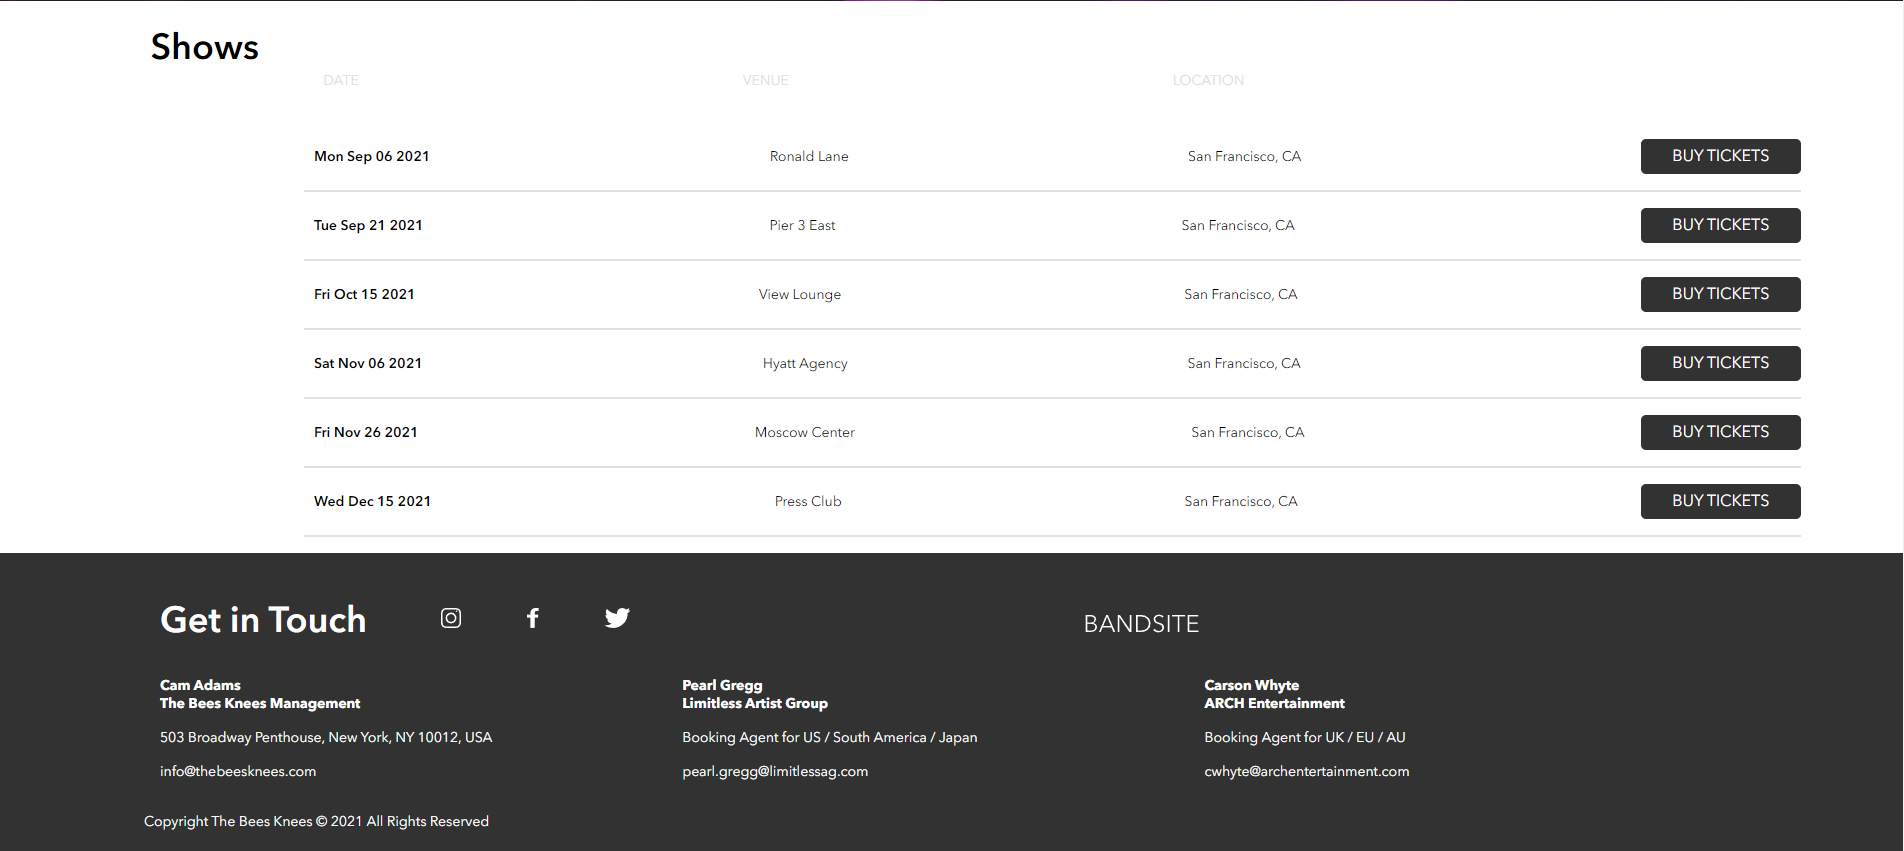 Shows
DATE VENUE LOCATION
Mon Sep 06 2021 Ronald Lane San Francisco, CA BUY TICKETS
Tue Sep 21 2021 Pier 3 East San Francisco, CA BUY TICKETS
Fri Oct 15 2021 View Lounge San Francisco, CA BUY TICKETS
Sat Nov 06 2021 Hyatt Agency San Francisco, CA BUY TICKETS
Fri Nov 26 2021 Moscow Center San Francisco, CA BUY TICKETS
Wed Dec 15 2021 Press Club San Francisco, CA BUY TICKETS
Get in Touch BANDSITE
Cam Adams
The Bees Knees Management
503 Broadway Penthouse, New York, NY 10012, USA
info@thebeesknees.com
Pearl Gregg
Limitless Artist Group
Booking Agent for US / South America / Japan
pearl.gregg@limitlessag.com
Carson Whyte
ARCH Entertainment
Booking Agent for UK / EU / AU
cwhyte@archentertainment.com
Copyright The Bees Knees © 2021 All Rights Reserved